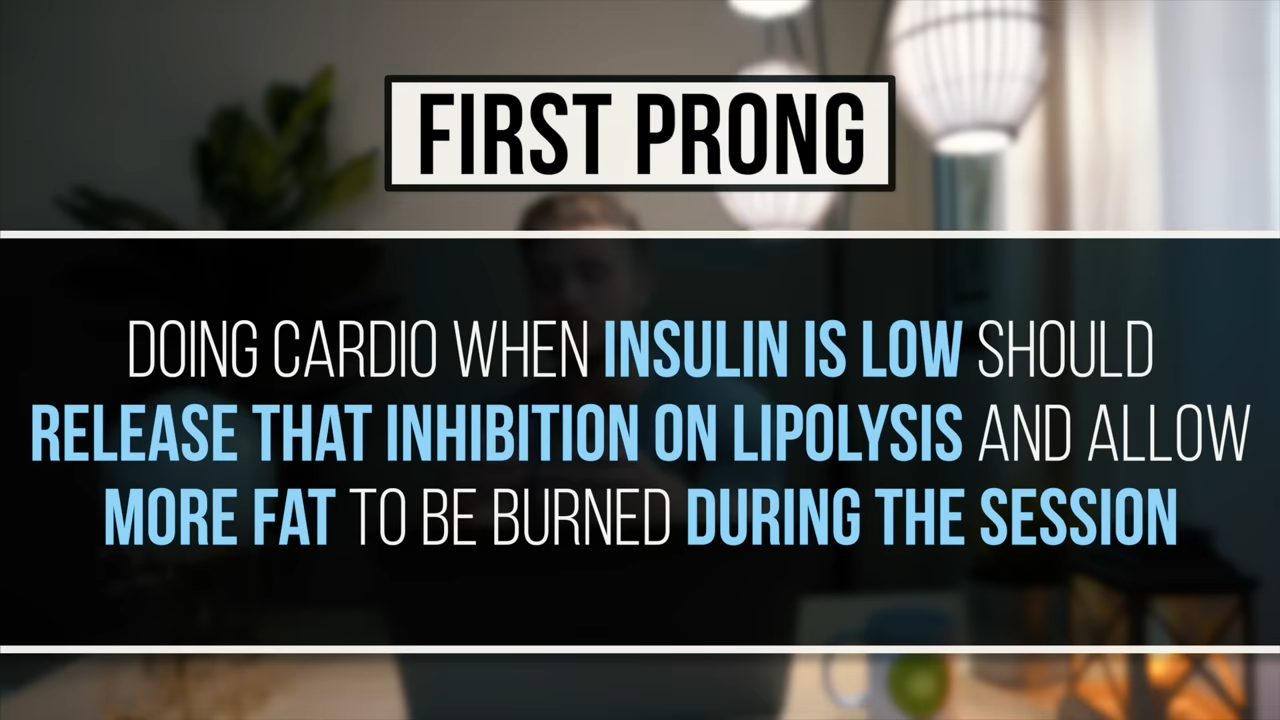 FIRST PRONG
DOING CARDIO WHEN INSULIN IS LOW SHOULD
RELEASE THAT INHIBITION ON LIPOLYSIS AND ALLOW
MORE FAT TO BE BURNED DURING THE SESSION